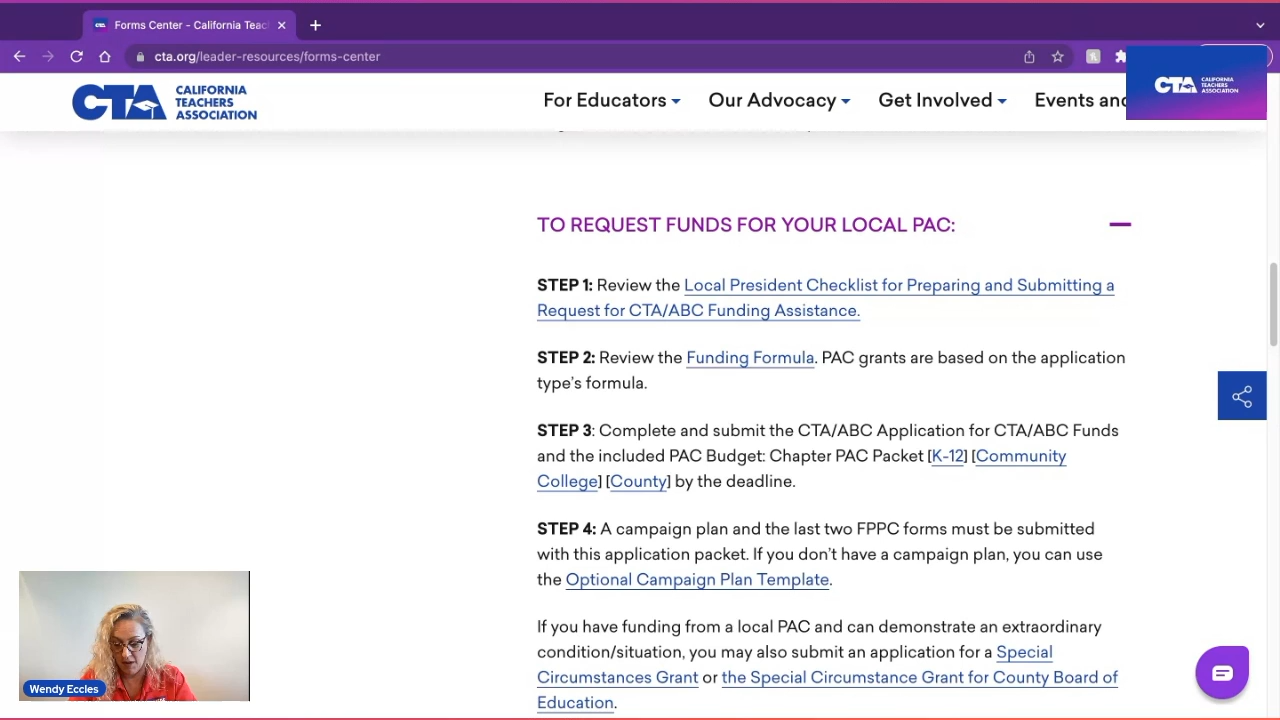 Forms Center - California Teac
cta.org/leader-resources/forms-center
CTA CALIFORNIA TEACHERS ASSOCIATION
For Educators Our Advocacy Get Involved Events and
CTA CALIFORNIA TEACHERS ASSOCIATION
TO REQUEST FUNDS FOR YOUR LOCAL PAC:
STEP 1: Review the Local President Checklist for Preparing and Submitting a
Request for CTA/ABC Funding Assistance.
STEP 2: Review the Funding Formula. PAC grants are based on the application
type’s formula.
STEP 3: Complete and submit the CTA/ABC Application for CTA/ABC Funds
and the included PAC Budget: Chapter PAC Packet [K-12] [Community
College] [County] by the deadline.
STEP 4: A campaign plan and the last two FPPC forms must be submitted
with this application packet. If you don’t have a campaign plan, you can use
the Optional Campaign Plan Template.
If you have funding from a local PAC and can demonstrate an extraordinary
condition/situation, you may also submit an application for a Special
Circumstances Grant or the Special Circumstance Grant for County Board of
Education.
Wendy Eccles